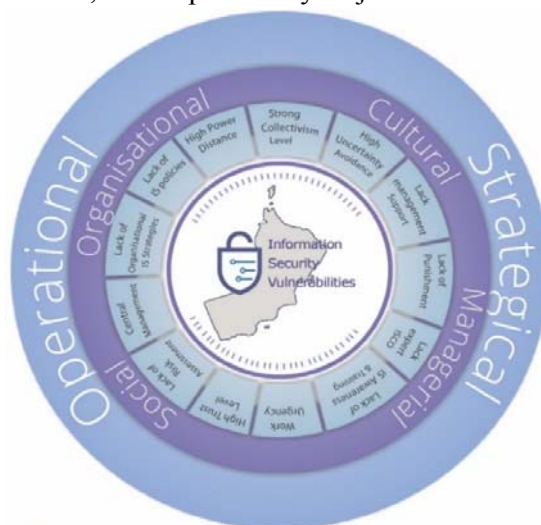 Operational
Strategical
Organisational
Cultural
Managerial
Social
Strong
Collectivism
Level
High
Uncertainty
Avoidance
Lack
management
Support
Lack of
Punishment
Lack
expert
ISCO
Lack of
IS Awareness
& Training
Work
Urgency
High Trust
Level
Lack of
Risk
Assessment
Central
Management
Lack of
Organisational
IS Strategies
Lack of
IS policies
High Power
Distance
Information
Security
Vulnerabilities